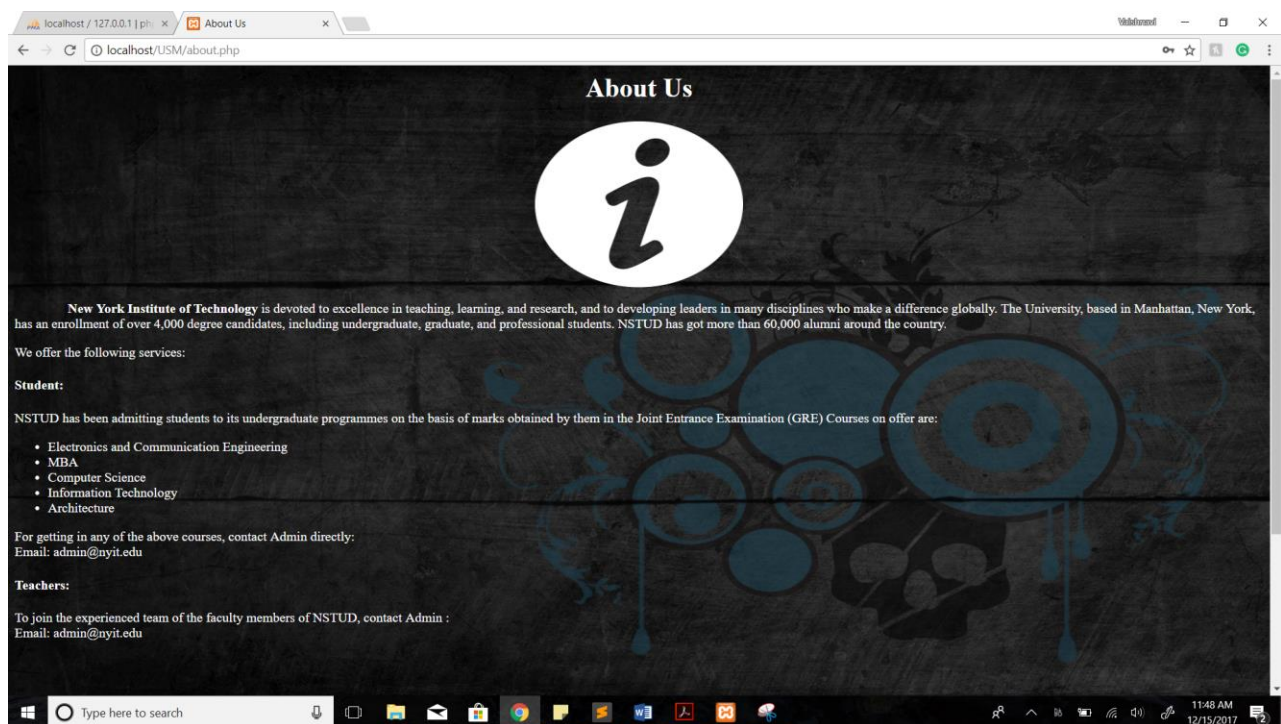 localhost / 127.0.0.1 | ph
About Us
localhost/USM/about.php
About Us
i
New York Institute of Technology is devoted to excellence in teaching, learning, and research, and to developing leaders in many disciplines who make a difference globally. The University, based in Manhattan, New York,
has an enrollment of over 4,000 degree candidates, including undergraduate, graduate, and professional students. NSTUD has got more than 60,000 alumni around the country.
We offer the following services:
Student:
NSTUD has been admitting students to its undergraduate programmes on the basis of marks obtained by them in the Joint Entrance Examination (GRE) Courses on offer are:
• Electronics and Communication Engineering
• MBA
• Computer Science
• Information Technology
• Architecture
For getting in any of the above courses, contact Admin directly:
Email: admin@nyit.edu
Teachers:
To join the experienced team of the faculty members of NSTUD, contact Admin :
Email: admin@nyit.edu
Type here to search
11:48 AM
12/15/2017